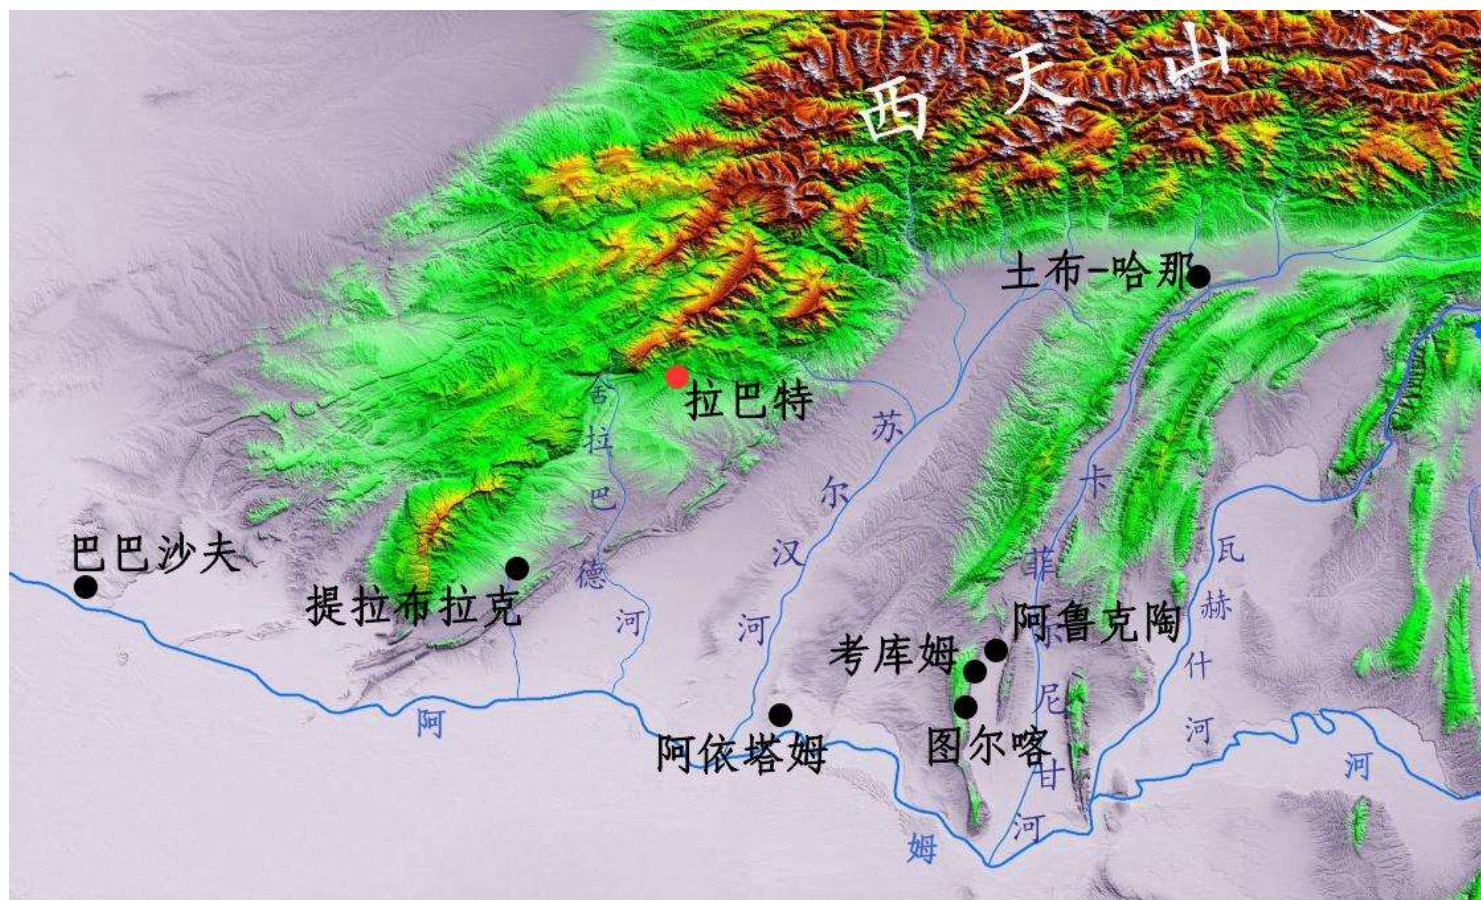 西天山
土布-哈那
拉巴特
舍拉巴德河
苏尔汉河
卡菲尔尼甘河
瓦赫什河
巴巴沙夫
提拉布拉克
阿鲁克陶
考库姆
图尔喀
阿依塔姆
阿姆河